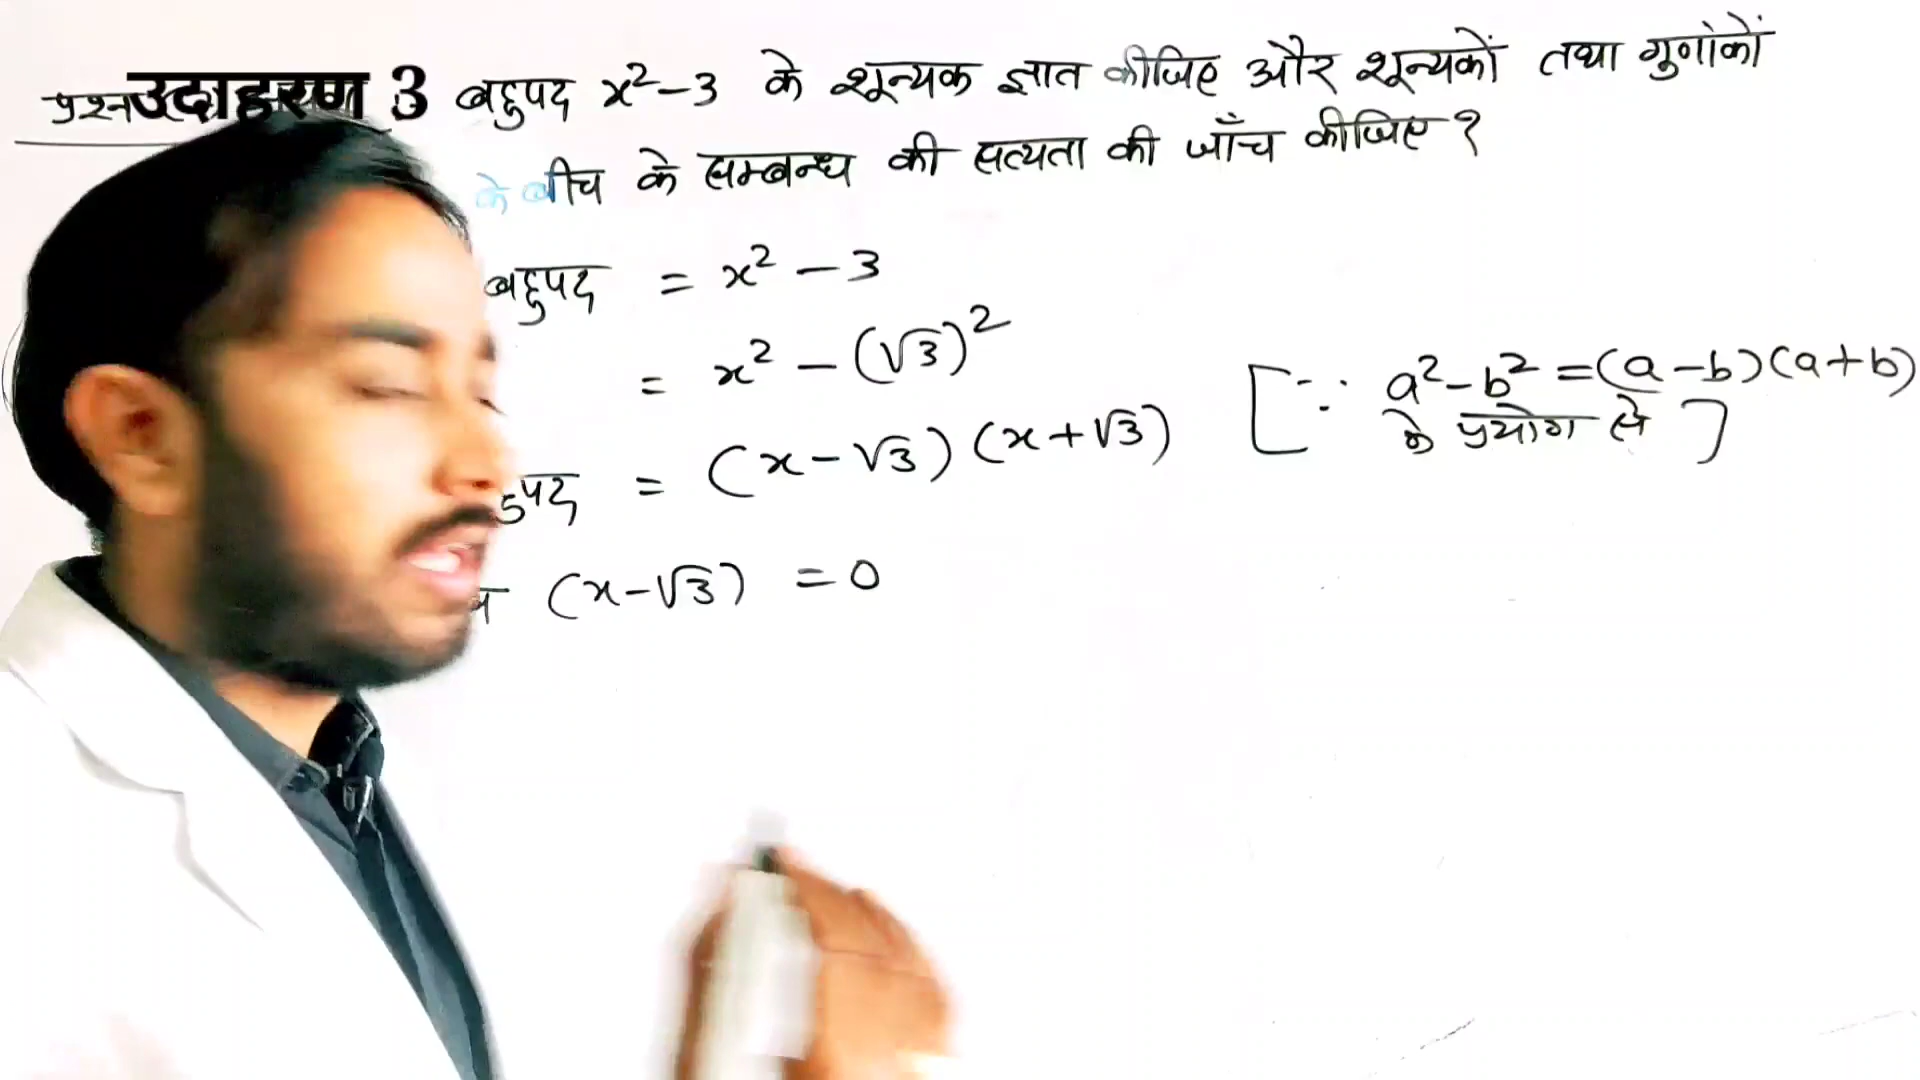 प्रश्न उदाहरण 3 बहुपद x²-3 के शून्यक ज्ञात कीजिए और शून्यकों तथा गुणांकों
के बीच के सम्बन्ध की सत्यता की जाँच कीजिए ?
बहुपद = x² - 3
= x² - (√3)²
= (x-√3) (x+√3) [∵ a²-b² = (a-b)(a+b)
के प्रयोग से ]
(x-√3) = 0